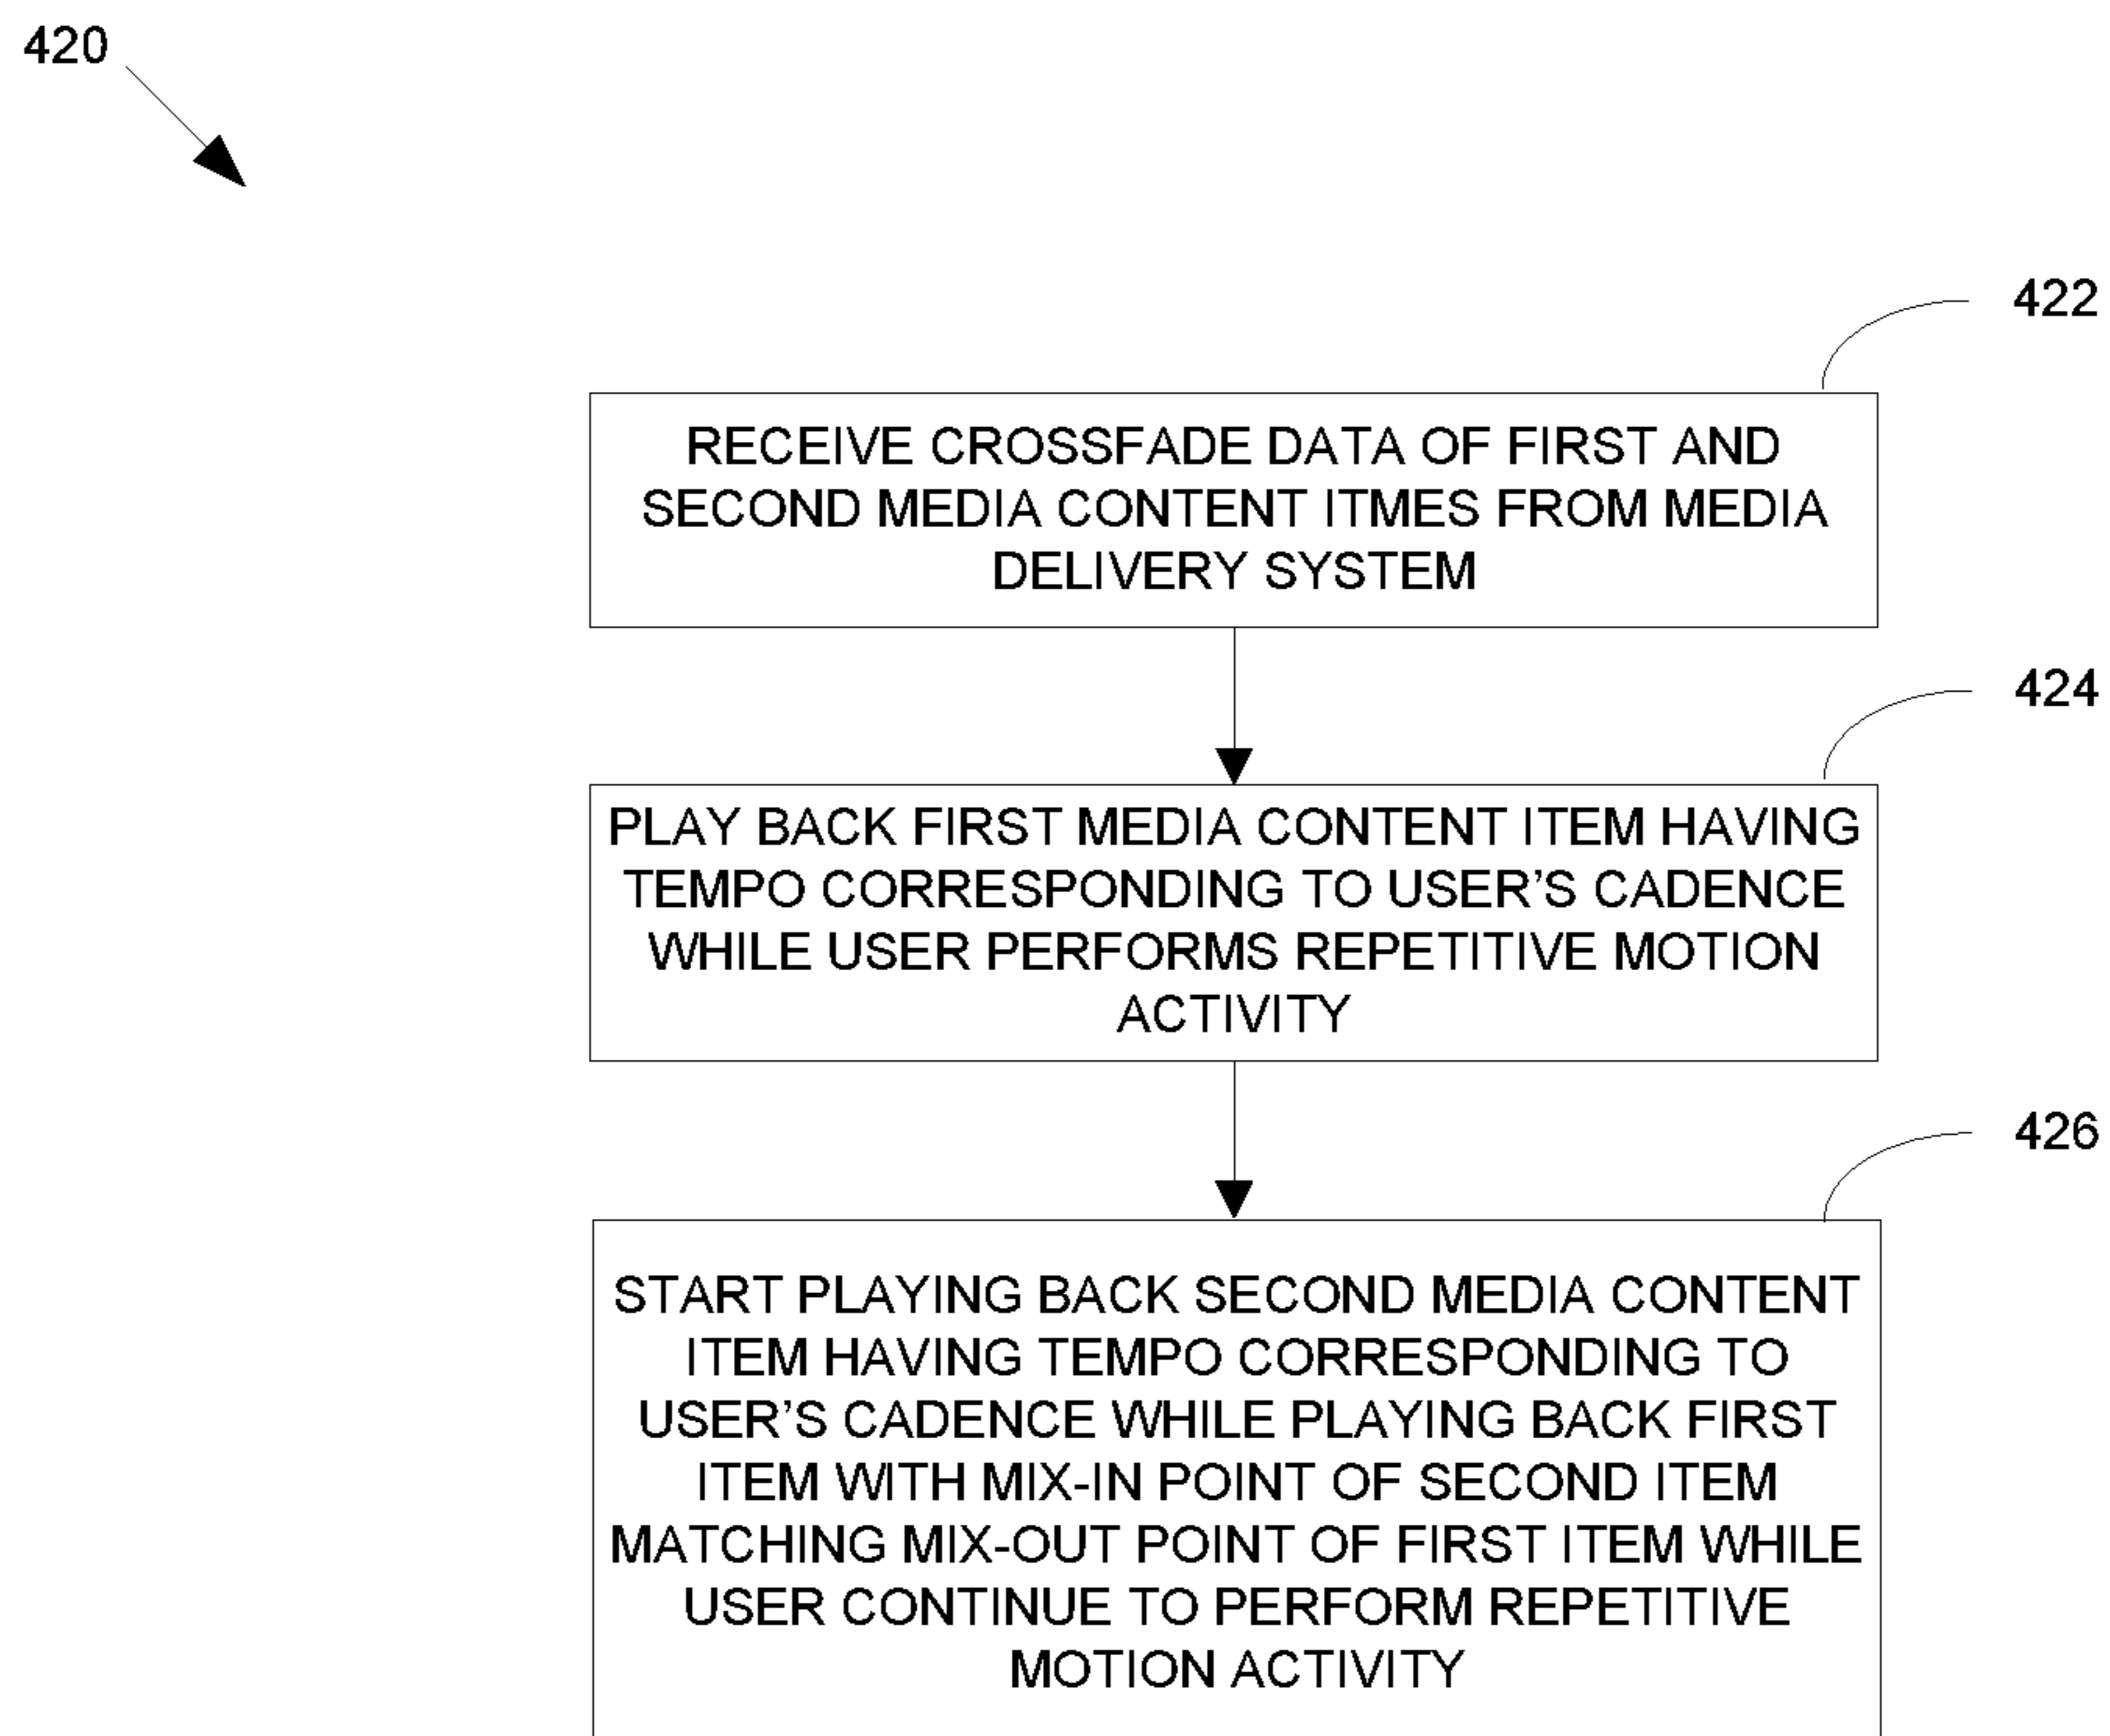 420
422
RECEIVE CROSSFADE DATA OF FIRST AND
SECOND MEDIA CONTENT ITMES FROM MEDIA
DELIVERY SYSTEM
424
PLAY BACK FIRST MEDIA CONTENT ITEM HAVING
TEMPO CORRESPONDING TO USER'S CADENCE
WHILE USER PERFORMS REPETITIVE MOTION
ACTIVITY
426
START PLAYING BACK SECOND MEDIA CONTENT
ITEM HAVING TEMPO CORRESPONDING TO
USER'S CADENCE WHILE PLAYING BACK FIRST
ITEM WITH MIX-IN POINT OF SECOND ITEM
MATCHING MIX-OUT POINT OF FIRST ITEM WHILE
USER CONTINUE TO PERFORM REPETITIVE
MOTION ACTIVITY